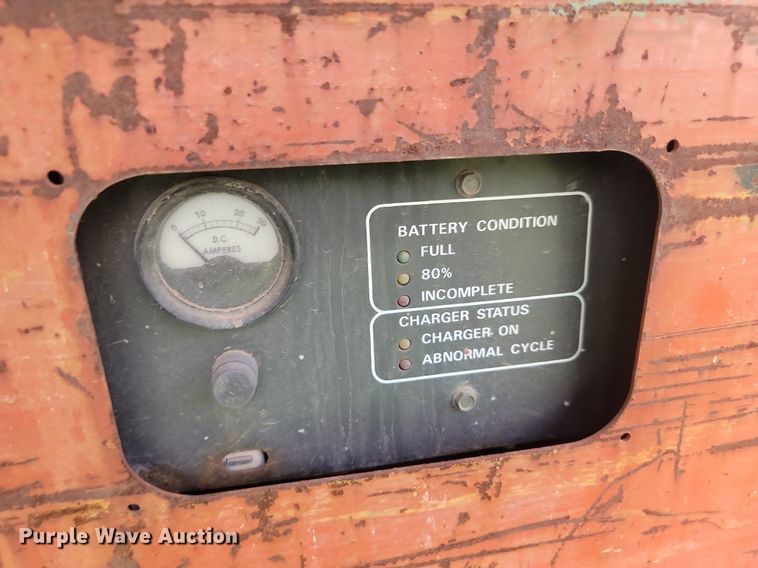 0 10 20 30
D.C.
AMPERES
BATTERY CONDITION
FULL
80%
INCOMPLETE
CHARGER STATUS
CHARGER ON
ABNORMAL CYCLE
Purple Wave Auction